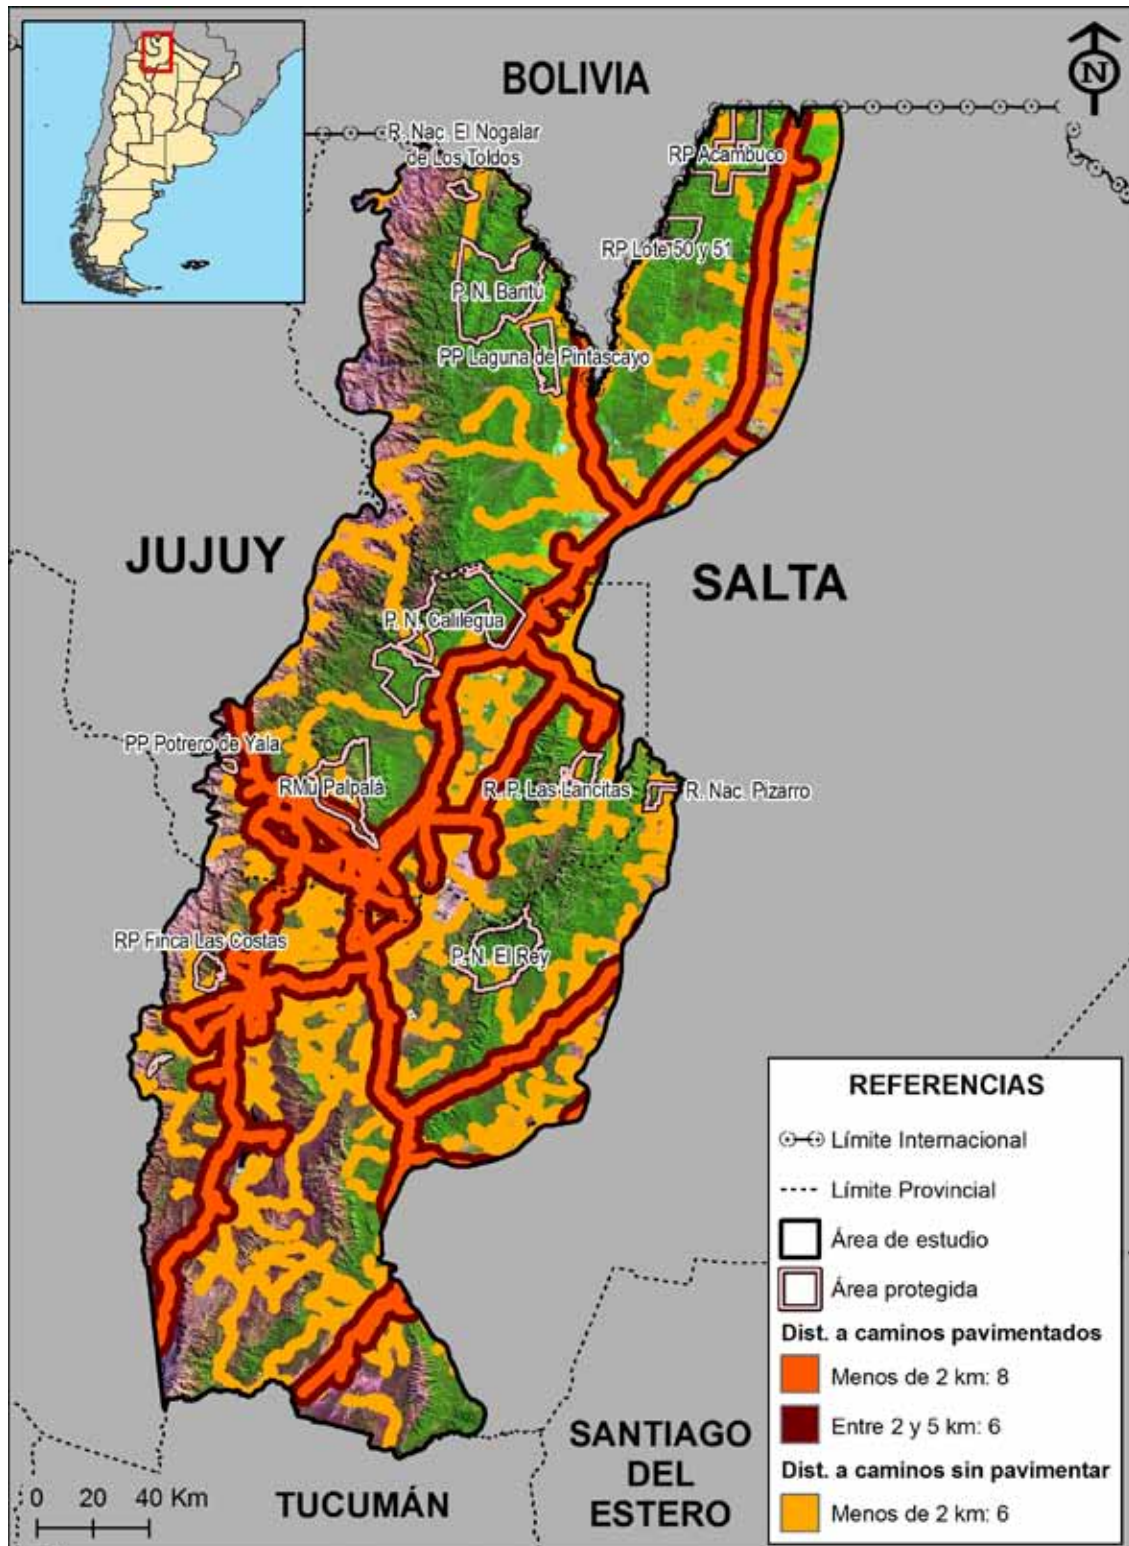 BOLIVIA
N
R. Nac. El Nogalar
de Los Toldos
RP Acambuco
RP Lote 50 y 51
P. N. Baritú
PP Laguna de Pintascayo
JUJUY
SALTA
P. N. Calilegua
PP Potrero de Yala
RMu Palpalá
R. P. Las Lancitas
R. Nac. Pizarro
RP Finca Las Costas
P. N. El Rey
REFERENCIAS
Límite Internacional
Límite Provincial
Área de estudio
Área protegida
Dist. a caminos pavimentados
Menos de 2 km: 8
Entre 2 y 5 km: 6
Dist. a caminos sin pavimentar
Menos de 2 km: 6
SANTIAGO
DEL
ESTERO
TUCUMÁN
0 20 40 Km